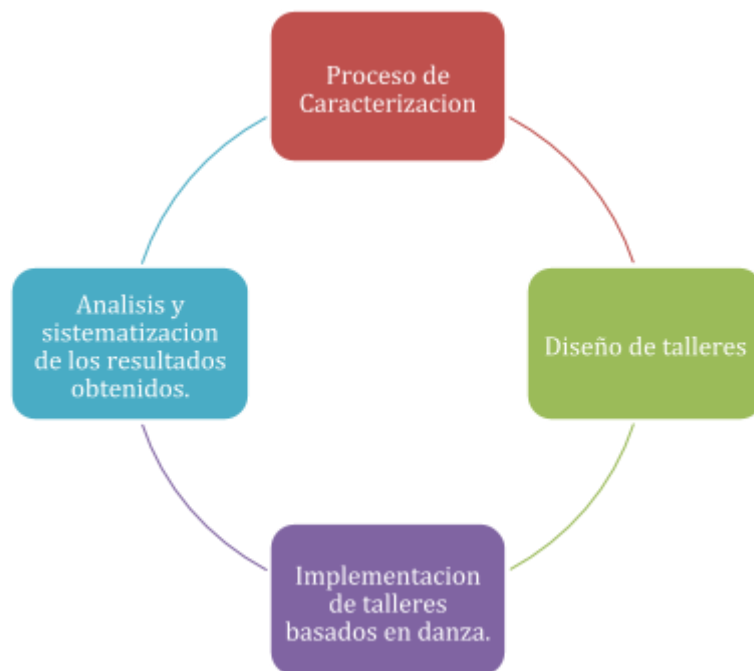 Proceso de
Caracterizacion
Diseño de talleres
Implementacion
de talleres
basados en danza.
Analisis y
sistematizacion
de los resultados
obtenidos.